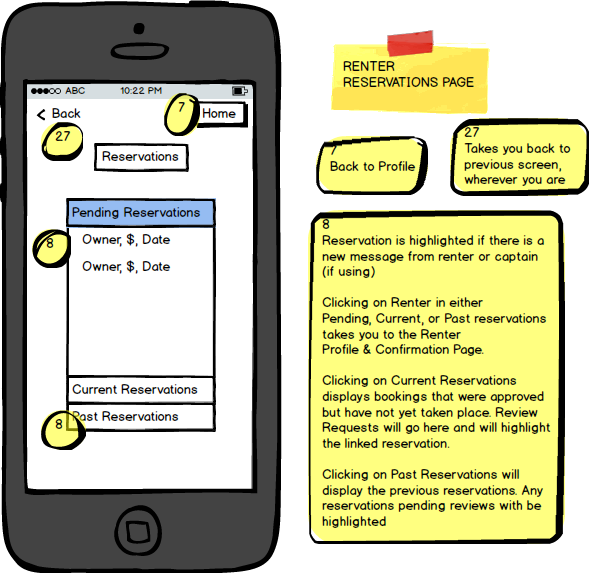 ABC 10:22 PM
7
Back
Home
27
Reservations
Pending Reservations
8
Owner, $, Date
Owner, $, Date
Current Reservations
8
Past Reservations
RENTER
RESERVATIONS PAGE
7
Back to Profile
27
Takes you back to
previous screen,
wherever you are
8
Reservation is highlighted if there is a
new message from renter or captain
(if using)
Clicking on Renter in either
Pending, Current, or Past reservations
takes you to the Renter
Profile & Confirmation Page.
Clicking on Current Reservations
displays bookings that were approved
but have not yet taken place. Review
Requests will go here and will highlight
the linked reservation.
Clicking on Past Reservations will
display the previous reservations. Any
reservations pending reviews with be
highlighted